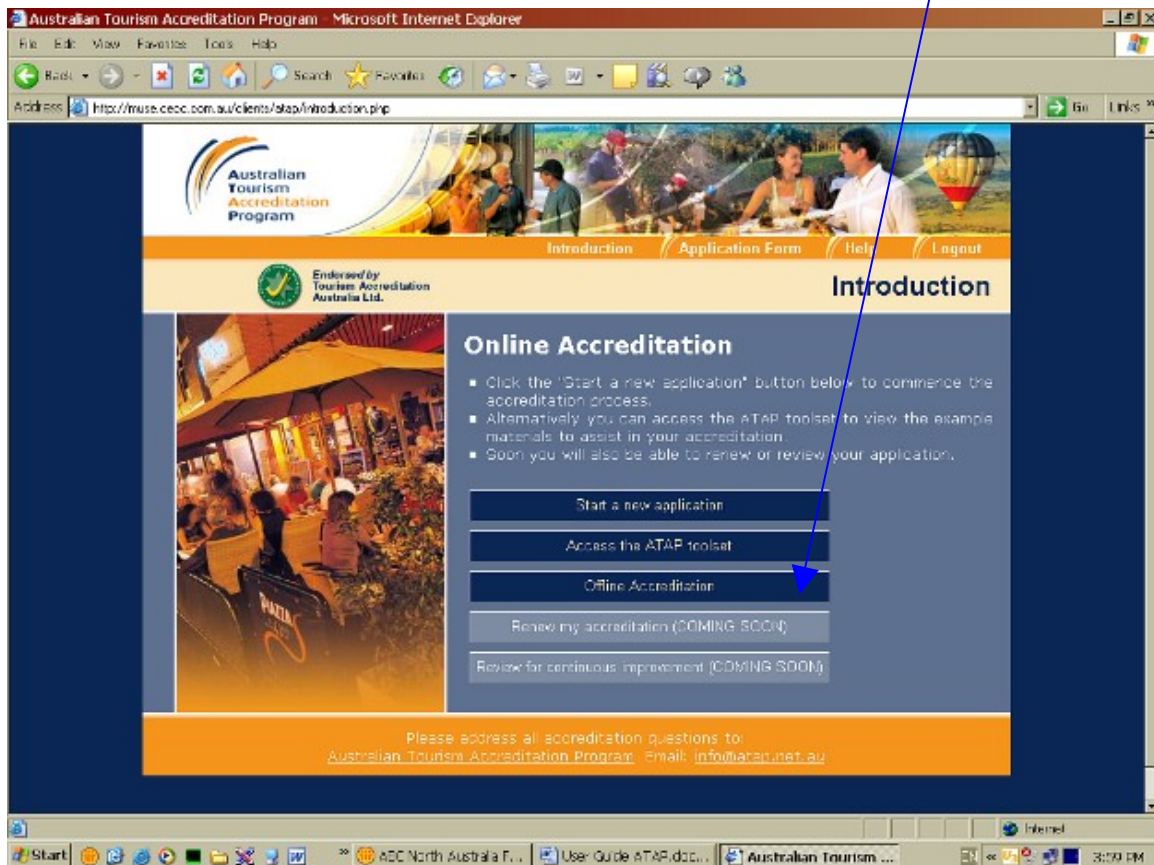 Australian Tourism Accreditation Program - Microsoft Internet Explorer
File Edit View Favorites Tools Help
Back Search Favorites
Address http://muse.cecc.com.au/clients/atap/introduction.php Go Links »
Australian
Tourism
Accreditation
Program
Introduction Application Form Help Logout
Endorsed by
Tourism Accreditation
Australia Ltd.
Introduction
Online Accreditation
Click the "Start a new application" button below to commence the
accreditation process.
Alternatively you can access the ATAP toolset to view the example
materials to assist in your accreditation.
Soon you will also be able to renew or review your application.
Start a new application
Access the ATAP toolset
Offline Accreditation
Renew my accreditation (COMING SOON)
Review for continuous improvement (COMING SOON)
PIAZZA
Please address all accreditation questions to:
Australian Tourism Accreditation Program Email: info@atap.net.au
Internet
Start » ADC North Australia F... User Guide ATAP.doc... Australian Tourism ... EN « 3:59 PM